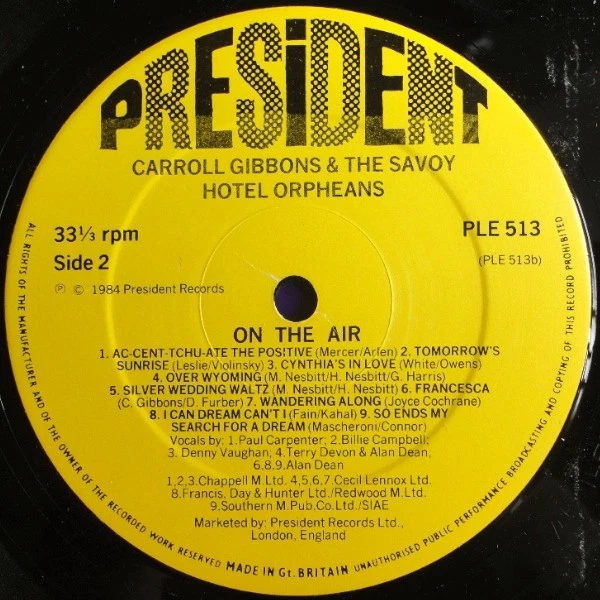 PRESiDENT
CARROLL GIBBONS & THE SAVOY
HOTEL ORPHEANS
33⅓ rpm
PLE 513
Side 2
(PLE 513b)
℗ © 1984 President Records
ON THE AIR
1. AC-CENT-TCHU-ATE THE POSITIVE (Mercer/Arlen) 2. TOMORROW'S
SUNRISE (Leslie/Violinsky) 3. CYNTHIA'S IN LOVE (White/Owens)
4. OVER WYOMING (M. Nesbitt/H. Nesbitt/G. Harris)
5. SILVER WEDDING WALTZ (M. Nesbitt/H. Nesbitt) 6. FRANCESCA
(C. Gibbons/D. Furber) 7. WANDERING ALONG (Joyce Cochrane)
8. I CAN DREAM CAN'T I (Fain/Kahal) 9. SO ENDS MY
SEARCH FOR A DREAM (Mascheroni/Connor)
Vocals by: 1. Paul Carpenter; 2. Billie Campbell;
3. Denny Vaughan; 4. Terry Devon & Alan Dean;
6.8.9. Alan Dean
1,2,3. Chappell M.Ltd. 4,5,6,7. Cecil Lennox Ltd.
8. Francis, Day & Hunter Ltd./Redwood M.Ltd.
9. Southern M.Pub.Co.Ltd./SIAE
Marketed by: President Records Ltd.,
London, England
ALL RIGHTS OF THE MANUFACTURER AND OF THE OWNER OF THE RECORDED WORK RESERVED MADE IN Gt. BRITAIN UNAUTHORISED PUBLIC PERFORMANCE BROADCASTING AND COPYING OF THIS RECORD PROHIBITED